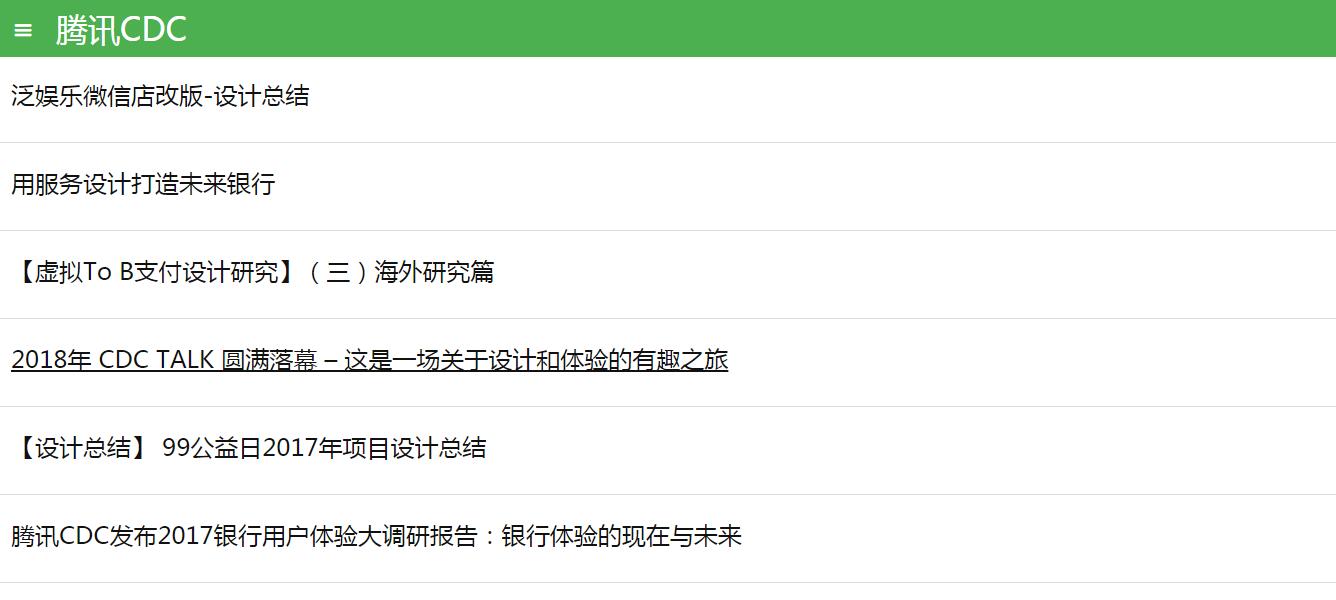 腾讯CDC
泛娱乐微信店改版-设计总结
用服务设计打造未来银行
【虚拟To B支付设计研究】（三）海外研究篇
2018年 CDC TALK 圆满落幕 – 这是一场关于设计和体验的有趣之旅
【设计总结】 99公益日2017年项目设计总结
腾讯CDC发布2017银行用户体验大调研报告：银行体验的现在与未来